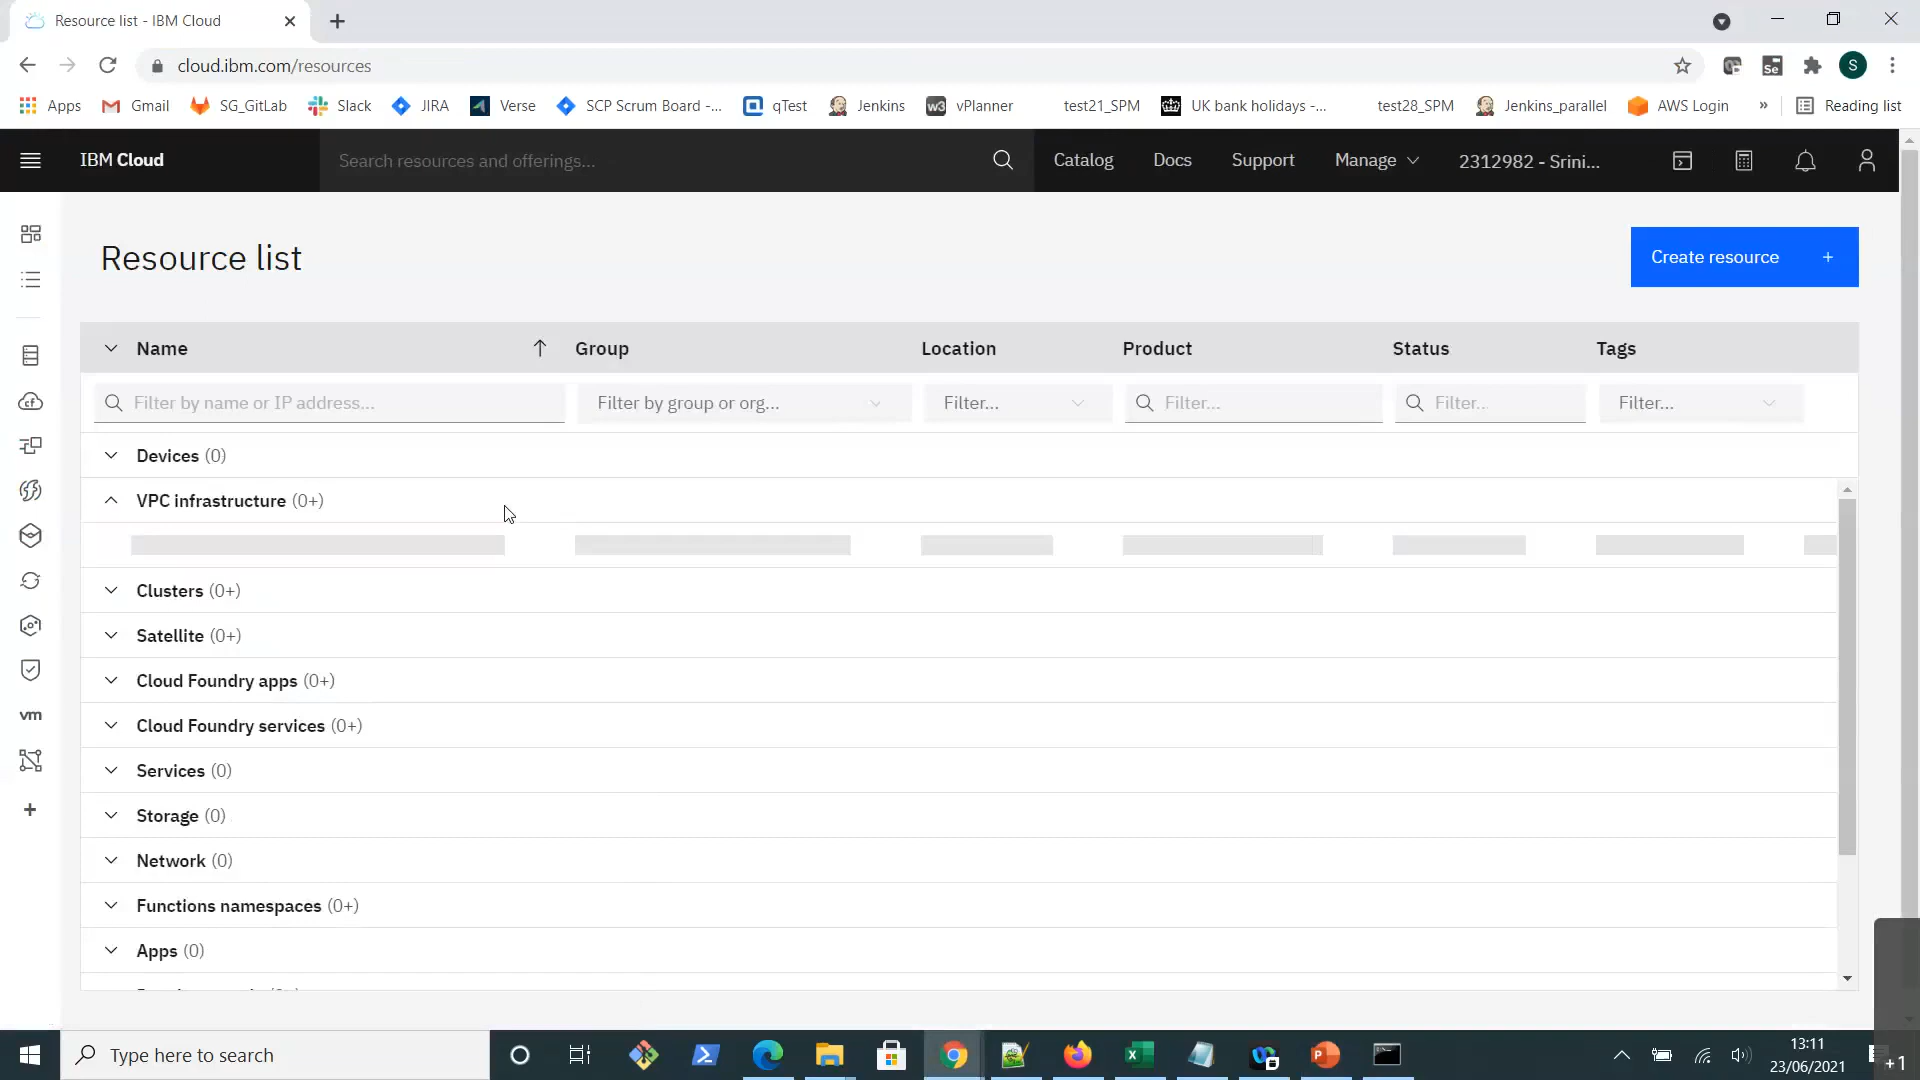 Resource list - IBM Cloud
cloud.ibm.com/resources
Se
S
Apps
Gmail
SG_GitLab
Slack
JIRA
Verse
SCP Scrum Board -...
qTest
Jenkins
w3 vPlanner
test21_SPM
UK bank holidays -...
test28_SPM
Jenkins_parallel
AWS Login
»
Reading list
IBM Cloud
Search resources and offerings...
Catalog
Docs
Support
Manage
2312982 - Srini...
Resource list
Create resource +
Name
Group
Location
Product
Status
Tags
Filter by name or IP address...
Filter by group or org...
Filter...
Filter...
Filter...
Filter...
Devices (0)
VPC infrastructure (0+)
Clusters (0+)
Satellite (0+)
Cloud Foundry apps (0+)
Cloud Foundry services (0+)
Services (0)
Storage (0)
Network (0)
Functions namespaces (0+)
Apps (0)
cf
vm
Type here to search
13:11
23/06/2021
+1